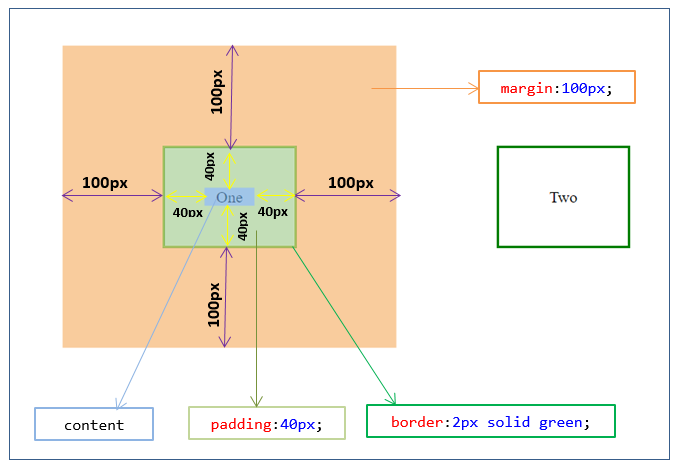 100px
margin:100px;
40px
100px
One
100px
Two
40px
40px
40px
100px
content
padding:40px;
border:2px solid green;